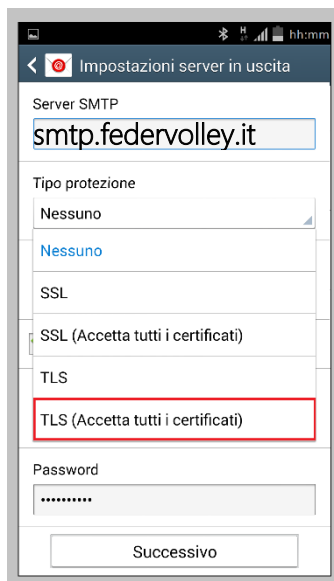 H
hh:mm
Impostazioni server in uscita
Server SMTP
smtp.federvolley.it
Tipo protezione
Nessuno
Nessuno
SSL
SSL (Accetta tutti i certificati)
TLS
TLS (Accetta tutti i certificati)
Password
••••••••••
Successivo